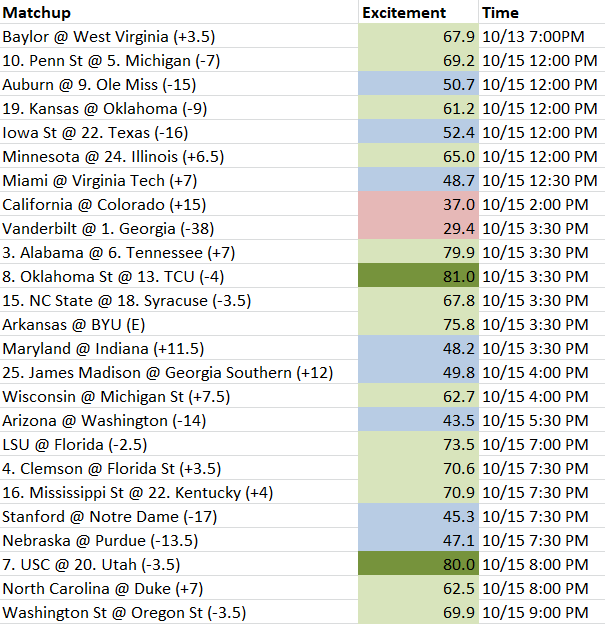 Matchup Excitement Time
Baylor @ West Virginia (+3.5) 67.9 10/13 7:00PM
10. Penn St @ 5. Michigan (-7) 69.2 10/15 12:00 PM
Auburn @ 9. Ole Miss (-15) 50.7 10/15 12:00 PM
19. Kansas @ Oklahoma (-9) 61.2 10/15 12:00 PM
Iowa St @ 22. Texas (-16) 52.4 10/15 12:00 PM
Minnesota @ 24. Illinois (+6.5) 65.0 10/15 12:00 PM
Miami @ Virginia Tech (+7) 48.7 10/15 12:30 PM
California @ Colorado (+15) 37.0 10/15 2:00 PM
Vanderbilt @ 1. Georgia (-38) 29.4 10/15 3:30 PM
3. Alabama @ 6. Tennessee (+7) 79.9 10/15 3:30 PM
8. Oklahoma St @ 13. TCU (-4) 81.0 10/15 3:30 PM
15. NC State @ 18. Syracuse (-3.5) 67.8 10/15 3:30 PM
Arkansas @ BYU (E) 75.8 10/15 3:30 PM
Maryland @ Indiana (+11.5) 48.2 10/15 3:30 PM
25. James Madison @ Georgia Southern (+12) 49.8 10/15 4:00 PM
Wisconsin @ Michigan St (+7.5) 62.7 10/15 4:00 PM
Arizona @ Washington (-14) 43.5 10/15 5:30 PM
LSU @ Florida (-2.5) 73.5 10/15 7:00 PM
4. Clemson @ Florida St (+3.5) 70.6 10/15 7:30 PM
16. Mississippi St @ 22. Kentucky (+4) 70.9 10/15 7:30 PM
Stanford @ Notre Dame (-17) 45.3 10/15 7:30 PM
Nebraska @ Purdue (-13.5) 47.1 10/15 7:30 PM
7. USC @ 20. Utah (-3.5) 80.0 10/15 8:00 PM
North Carolina @ Duke (+7) 62.5 10/15 8:00 PM
Washington St @ Oregon St (-3.5) 69.9 10/15 9:00 PM